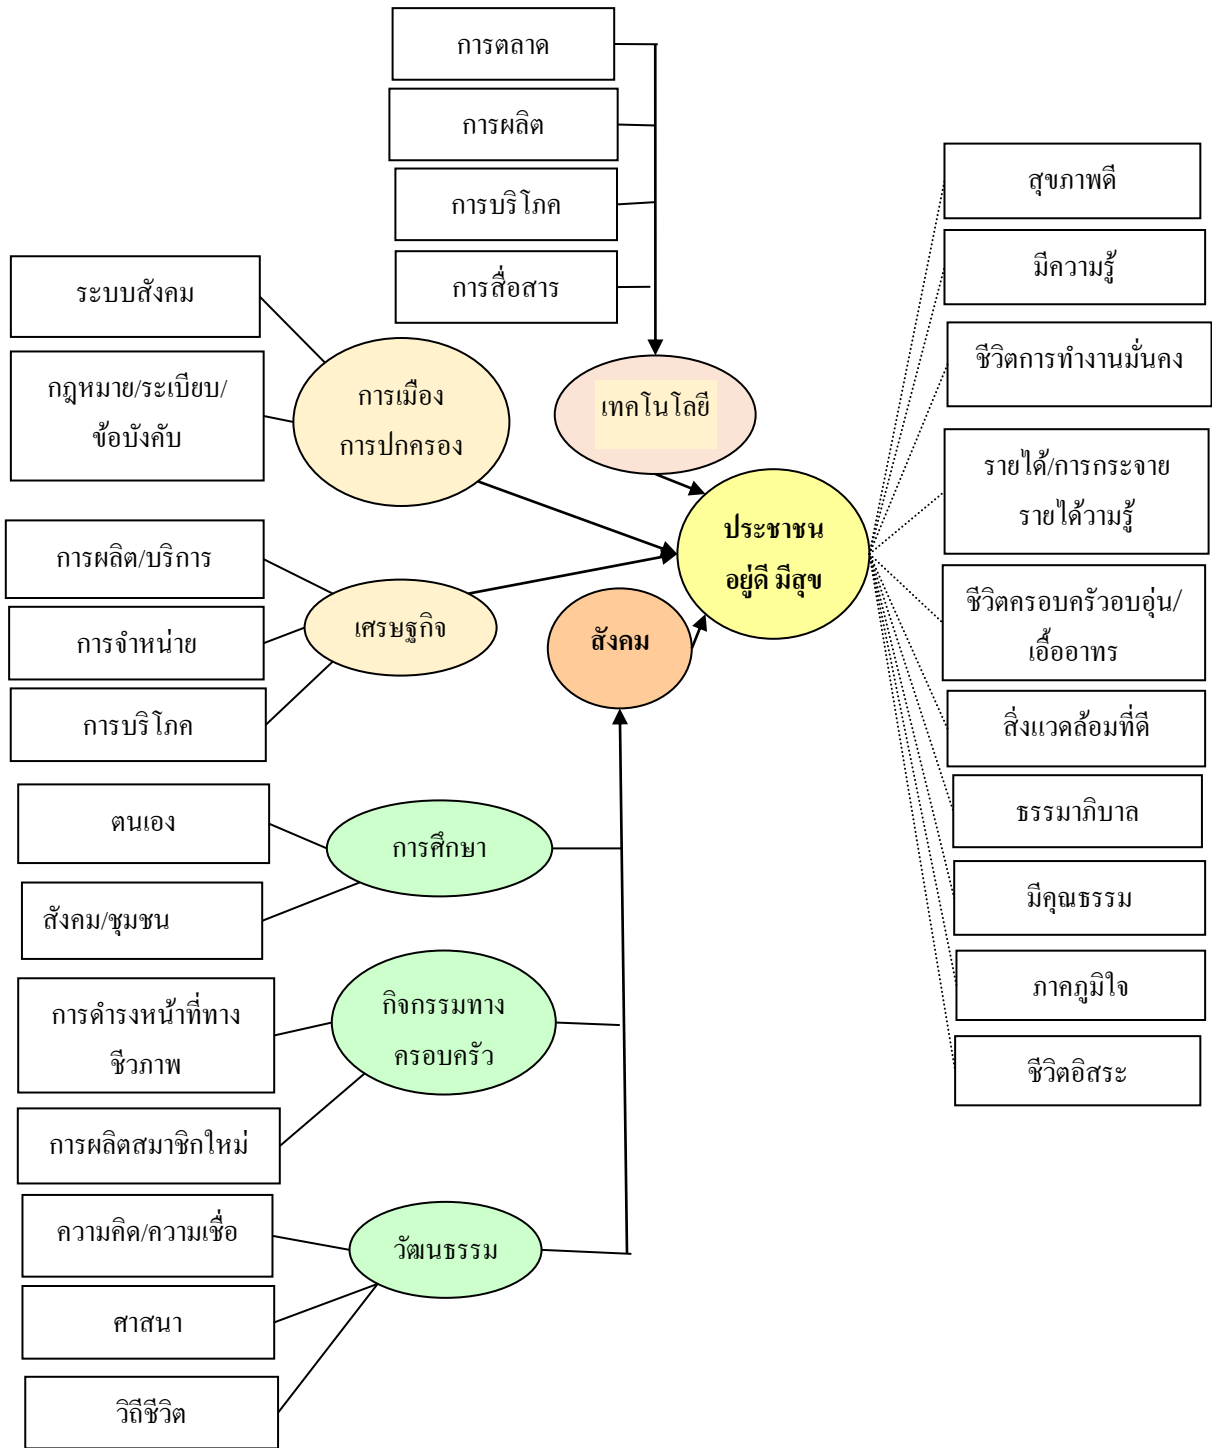 การตลาด
การผลิต
การบริโภค
การสื่อสาร
ระบบสังคม
กฎหมาย/ระเบียบ/
ข้อบังคับ
การเมือง
การปกครอง
เทคโนโลยี
การผลิต/บริการ
การจำหน่าย
การบริโภค
เศรษฐกิจ
สังคม
ประชาชน
อยู่ดี มีสุข
ตนเอง
สังคม/ชุมชน
การศึกษา
การดำรงหน้าที่ทาง
ชีวภาพ
การผลิตสมาชิกใหม่
กิจกรรมทาง
ครอบครัว
ความคิด/ความเชื่อ
ศาสนา
วิถีชีวิต
วัฒนธรรม
สุขภาพดี
มีความรู้
ชีวิตการทำงานมั่นคง
รายได้/การกระจาย
รายได้วามรู้
ชีวิตครอบครัวอบอุ่น/
เอื้ออาทร
สิ่งแวดล้อมที่ดี
ธรรมาภิบาล
มีคุณธรรม
ภาคภูมิใจ
ชีวิตอิสระ